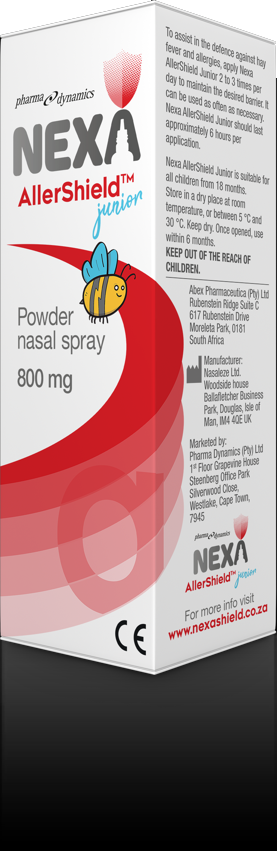 pharma dynamics
NEXA
AllerShield™
junior
Powder
nasal spray
800 mg
a
CE
To assist in the defence against hay
fever and allergies, apply Nexa
AllerShield Junior 2 to 3 times per
day to maintain the desired barrier. It
can be used as often as necessary.
Nexa AllerShield Junior should last
approximately 6 hours per
application.
Nexa AllerShield Junior is suitable for
all children from 18 months.
Store in a dry place at room
temperature, or between 5 °C and
30 °C. Keep dry. Once opened, use
within 6 months.
KEEP OUT OF THE REACH OF
CHILDREN.
Abex Pharmaceutica (Pty) Ltd
Rubenstein Ridge Suite C
617 Rubenstein Drive
Moreleta Park, 0181
South Africa
Manufacturer:
Nasaleze Ltd.
Woodside house
Ballafletcher Business
Park, Douglas, Isle of
Man, IM4 4QE UK
Marketed by:
Pharma Dynamics (Pty) Ltd
1st Floor Grapevine House
Steenberg Office Park
Silverwood Close,
Westlake, Cape Town,
7945
pharma dynamics
NEXA
AllerShield™
junior
For more info visit
www.nexashield.co.za